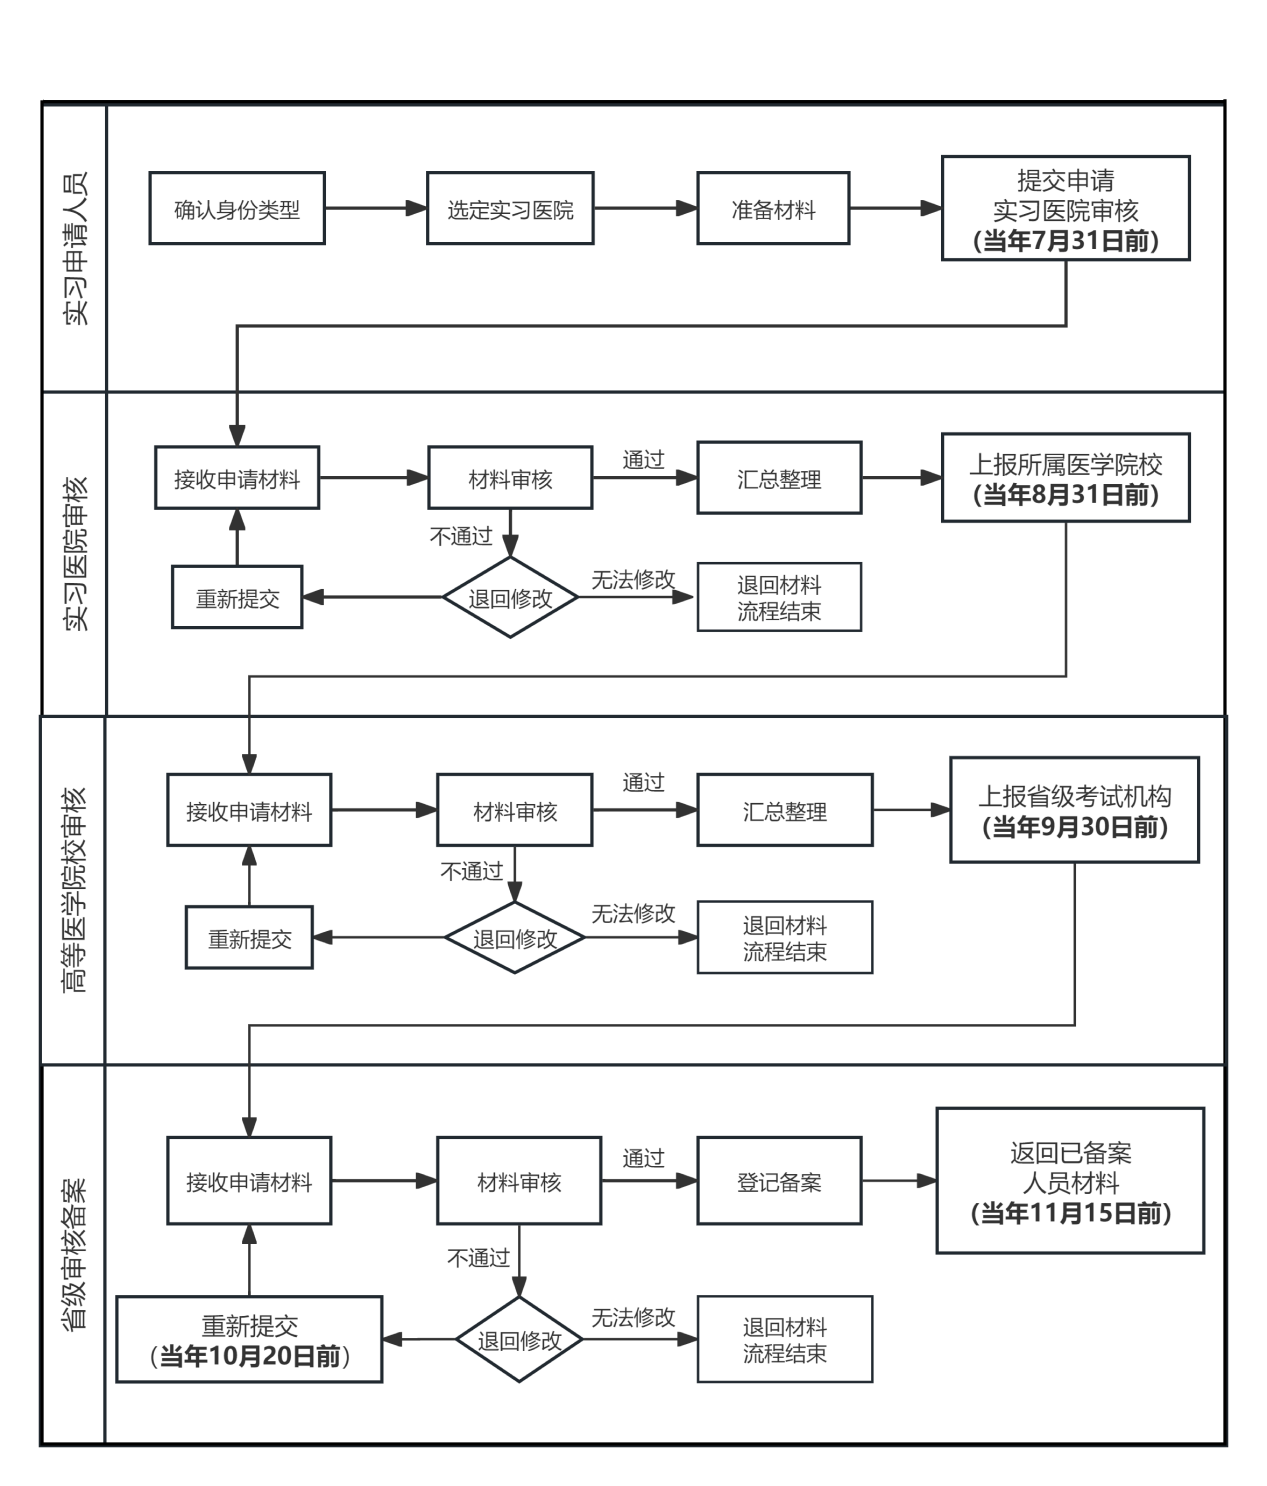 实习申请人员
确认身份类型
选定实习医院
准备材料
提交申请
实习医院审核
(当年7月31日前)
实习医院审核
接收申请材料
材料审核
通过
汇总整理
上报所属医学院校
(当年8月31日前)
不通过
重新提交
退回修改
无法修改
退回材料
流程结束
高等医学院校审核
接收申请材料
材料审核
通过
汇总整理
上报省级考试机构
(当年9月30日前)
不通过
重新提交
退回修改
无法修改
退回材料
流程结束
省级审核备案
接收申请材料
材料审核
通过
登记备案
返回已备案
人员材料
(当年11月15日前)
不通过
重新提交
(当年10月20日前)
退回修改
无法修改
退回材料
流程结束